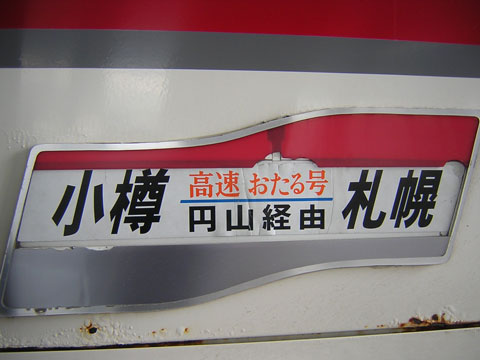 小樽 高速 おたる号 札幌
円山経由